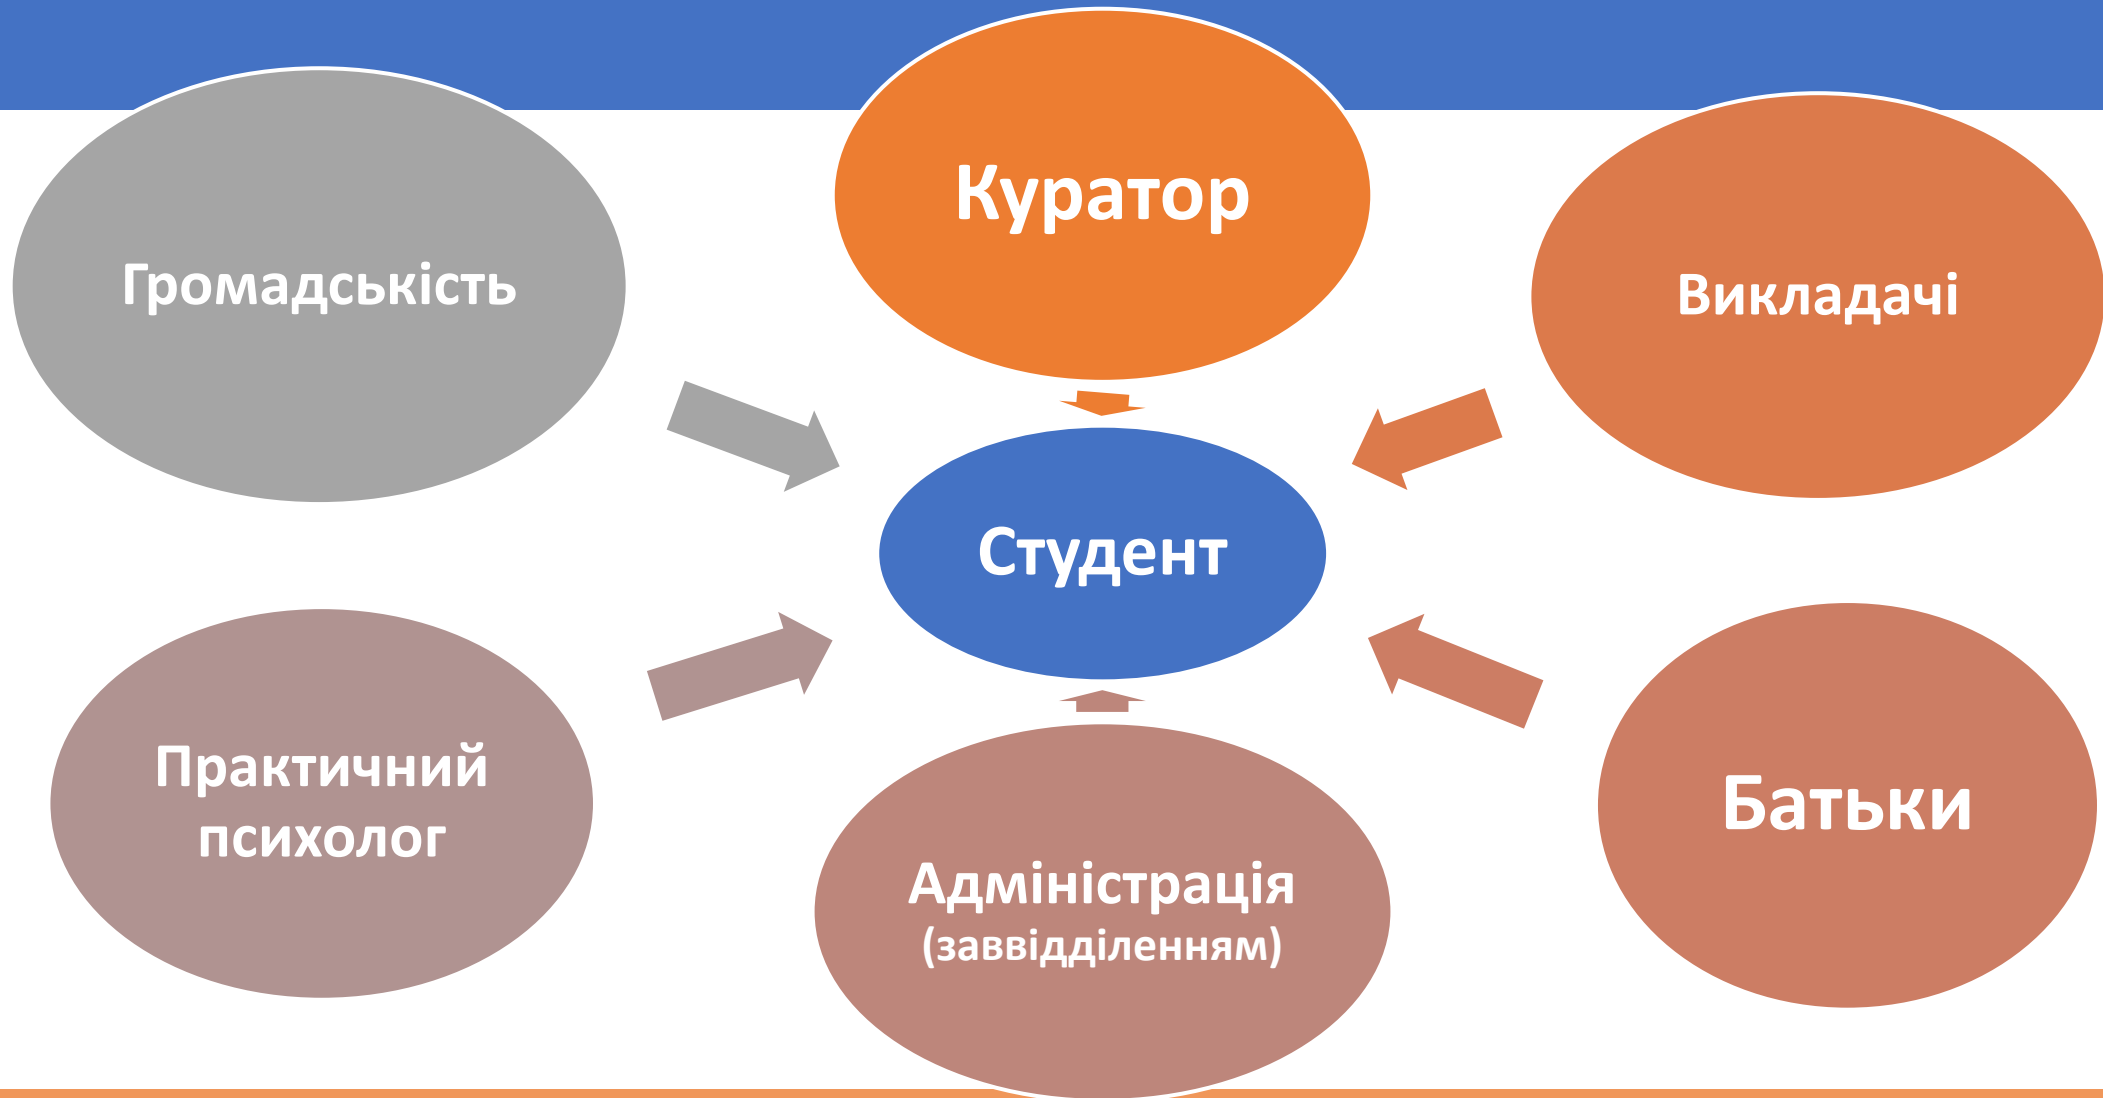 Куратор
Громадськість
Викладачі
Студент
Практичний
психолог
Батьки
Адміністрація
(заввідділенням)